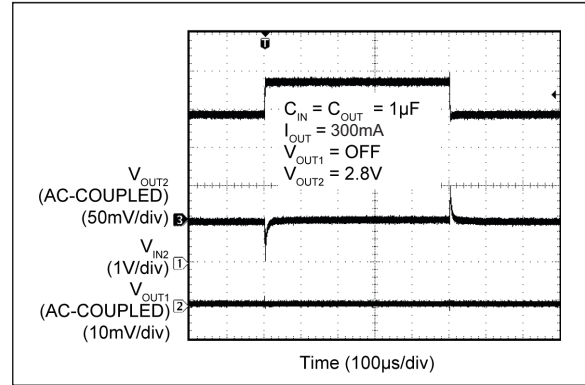 T
C_IN = C_OUT = 1µF
I_OUT = 300mA
V_OUT1 = OFF
V_OUT2 = 2.8V
V_OUT2
(AC-COUPLED)
(50mV/div) 3
V_IN2
(1V/div) 1
V_OUT1
(AC-COUPLED) 2
(10mV/div)
Time (100µs/div)